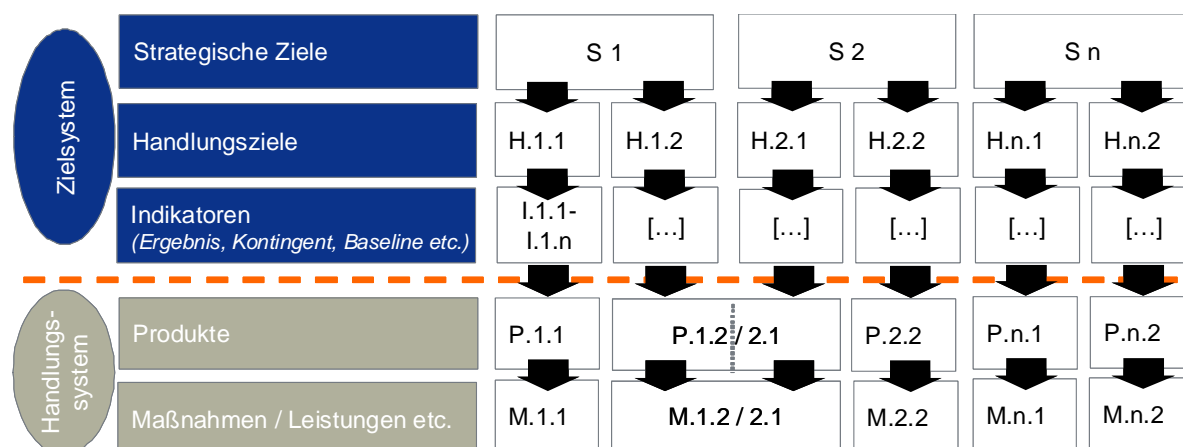 Zielsystem
Strategische Ziele
S 1
S 2
S n
Handlungsziele
H.1.1
H.1.2
H.2.1
H.2.2
H.n.1
H.n.2
Indikatoren
(Ergebnis, Kontingent, Baseline etc.)
I.1.1-
I.1.n
[…]
[…]
[…]
[…]
[…]
Handlungs-
system
Produkte
P.1.1
P.1.2 / 2.1
P.2.2
P.n.1
P.n.2
Maßnahmen / Leistungen etc.
M.1.1
M.1.2 / 2.1
M.2.2
M.n.1
M.n.2